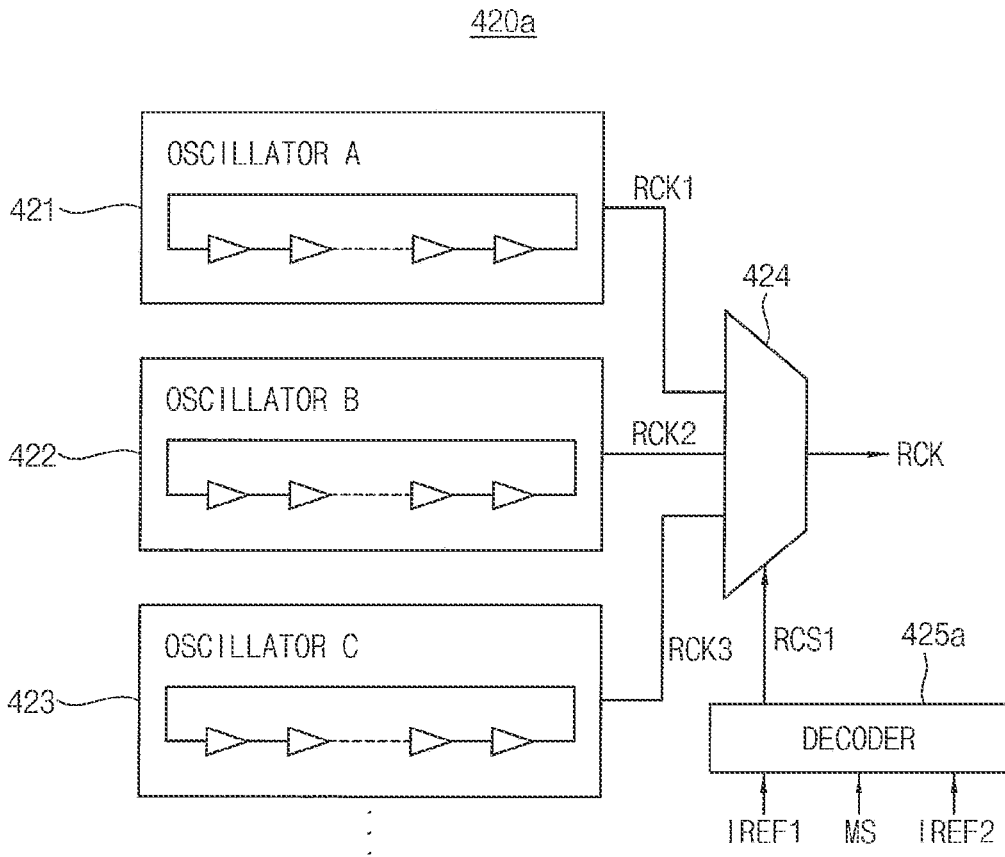 420a
OSCILLATOR A
421
RCK1
424
OSCILLATOR B
422
RCK2
RCK
OSCILLATOR C
423
RCK3
RCS1
425a
DECODER
IREF1 MS IREF2